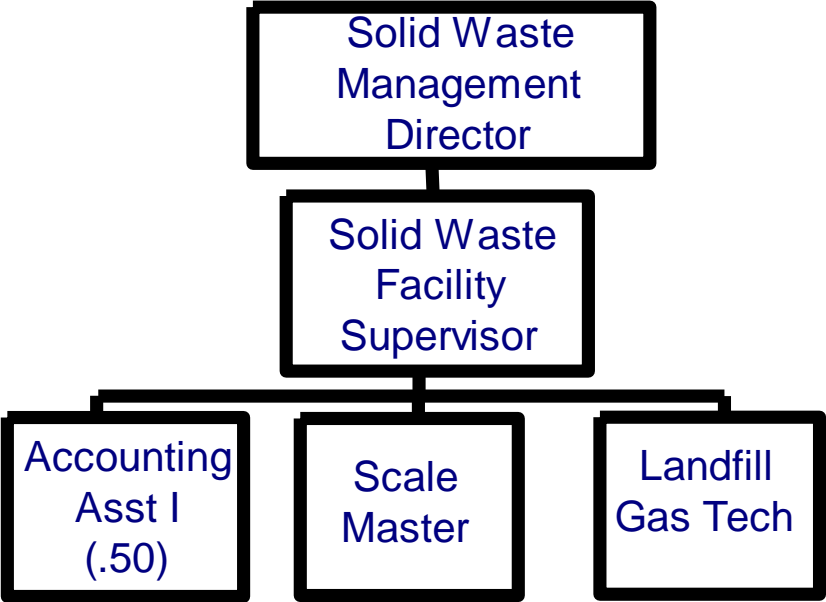 Solid Waste
Management
Director
Solid Waste
Facility
Supervisor
Accounting
Asst I
(.50)
Scale
Master
Landfill
Gas Tech